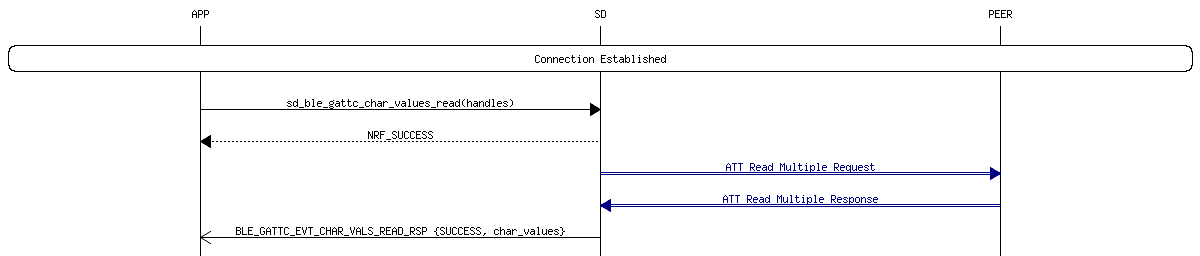 APP SD PEER
Connection Established
sd_ble_gattc_char_values_read(handles)
NRF_SUCCESS
ATT Read Multiple Request
ATT Read Multiple Response
BLE_GATTC_EVT_CHAR_VALS_READ_RSP {SUCCESS, char_values}